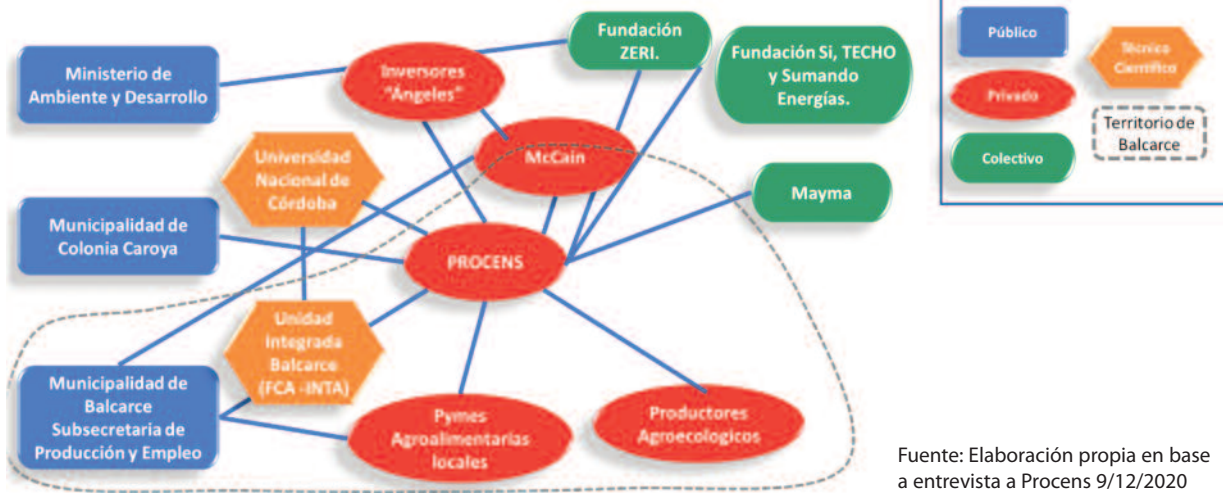 Ministerio de
Ambiente y Desarrollo
Inversores
"Ángeles"
Fundación
ZERI.
Fundación Si, TECHO
y Sumando
Energías.
Universidad
Nacional de
Córdoba
McCain
Mayma
Municipalidad de
Colonia Caroya
PROCENS
Unidad
integrada
Balcarce
(FCA -INTA)
Municipalidad de
Balcarce
Subsecretaria de
Producción y Empleo
Pymes
Agroalimentarias
locales
Productores
Agroecologicos
Público
Técnico
Científico
Privado
Territorio de
Balcarce
Colectivo
Fuente: Elaboración propia en base
a entrevista a Procens 9/12/2020